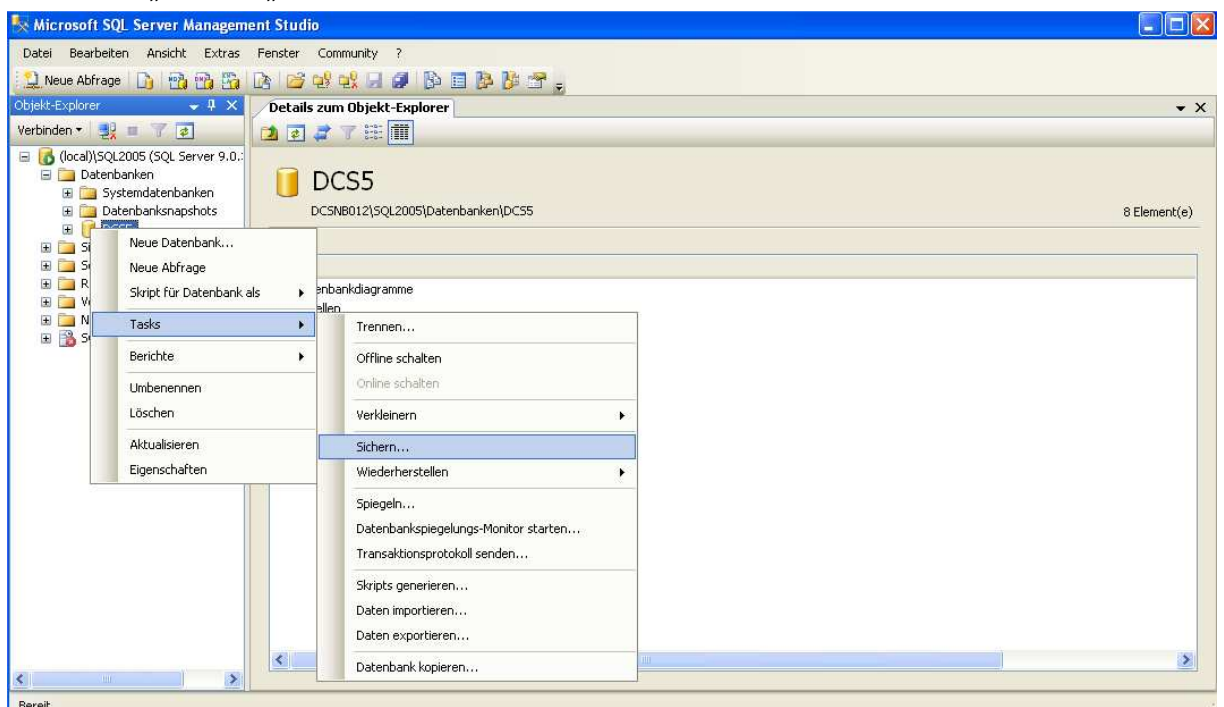 Microsoft SQL Server Management Studio
Datei Bearbeiten Ansicht Extras Fenster Community ?
Neue Abfrage
Objekt-Explorer
Verbinden
(local)\SQL2005 (SQL Server 9.0.
Datenbanken
Systemdatenbanken
Datenbanksnapshots
Details zum Objekt-Explorer
DCS5
DCSNB012\SQL2005\Datenbanken\DCS5
8 Element(e)
enbankdiagramme
ellen
Neue Datenbank...
Neue Abfrage
Skript für Datenbank als
Tasks
Berichte
Umbenennen
Löschen
Aktualisieren
Eigenschaften
Trennen...
Offline schalten
Online schalten
Verkleinern
Sichern...
Wiederherstellen
Spiegeln...
Datenbankspiegelungs-Monitor starten...
Transaktionsprotokoll senden...
Skripts generieren...
Daten importieren...
Daten exportieren...
Datenbank kopieren...
Bereit